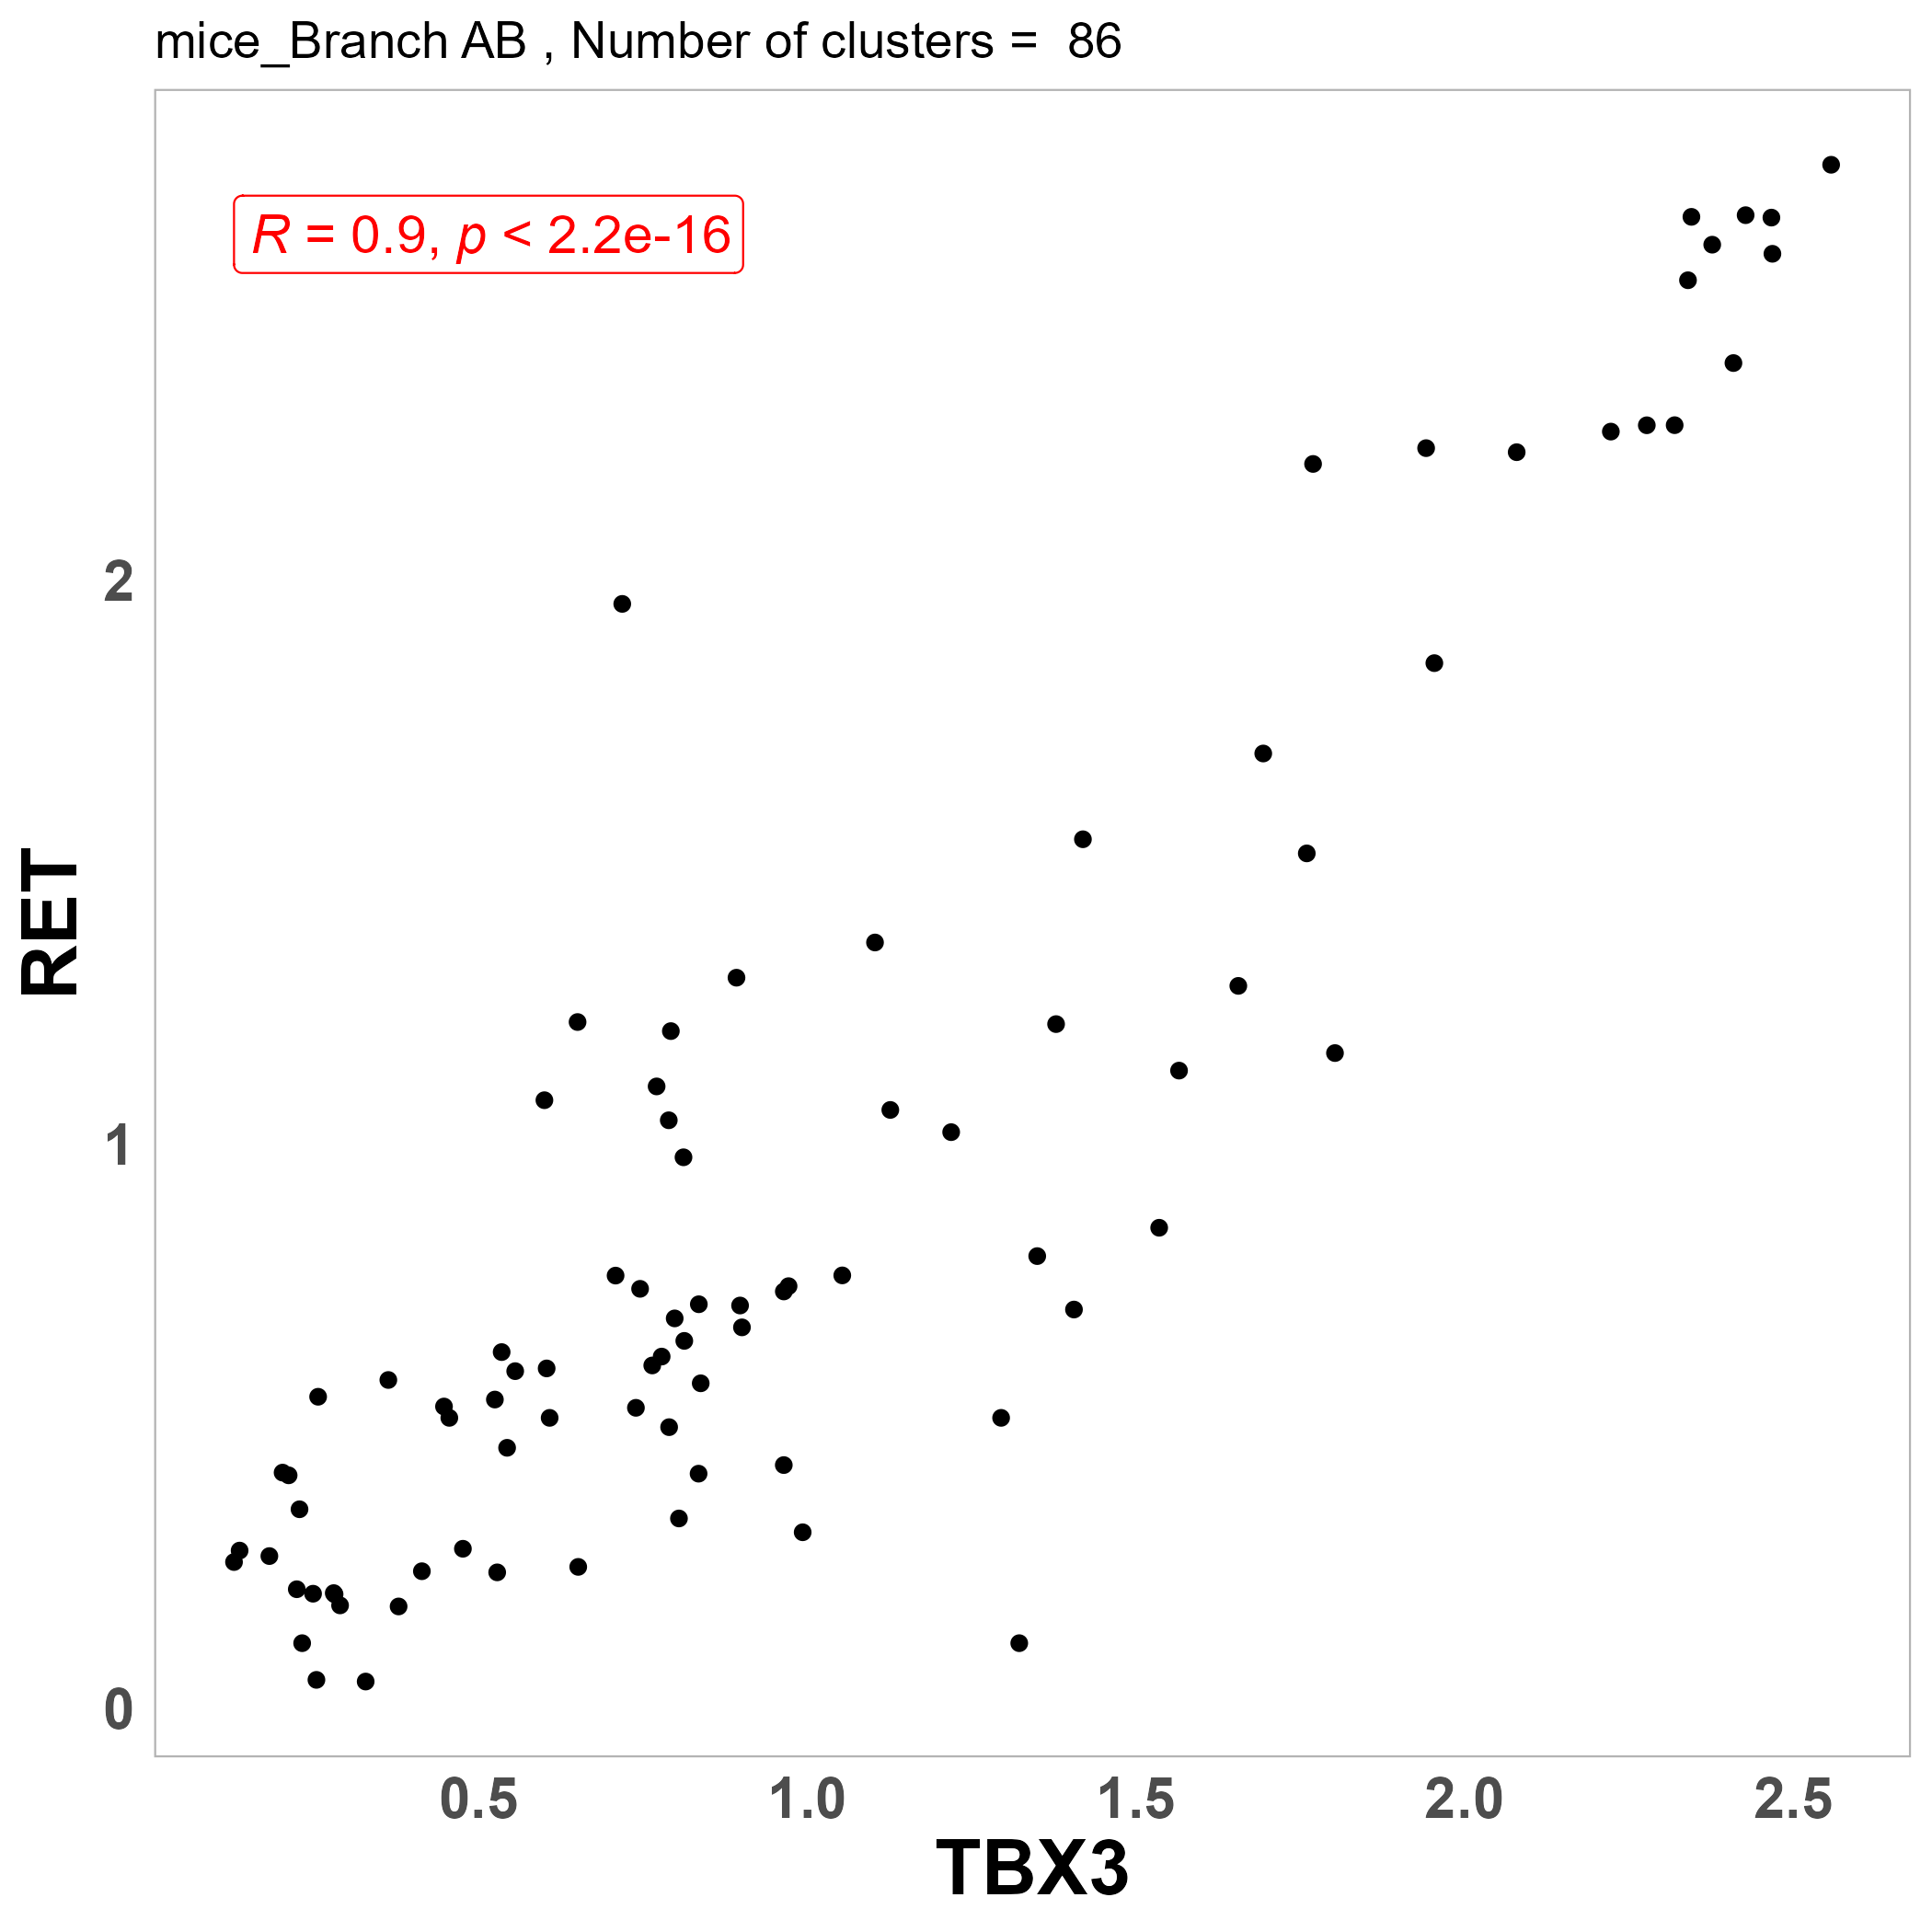 mice_Branch AB , Number of clusters =  86
R = 0.9, p < 2.2e-16
RET
2
1
0
0.5 1.0 1.5 2.0 2.5
TBX3